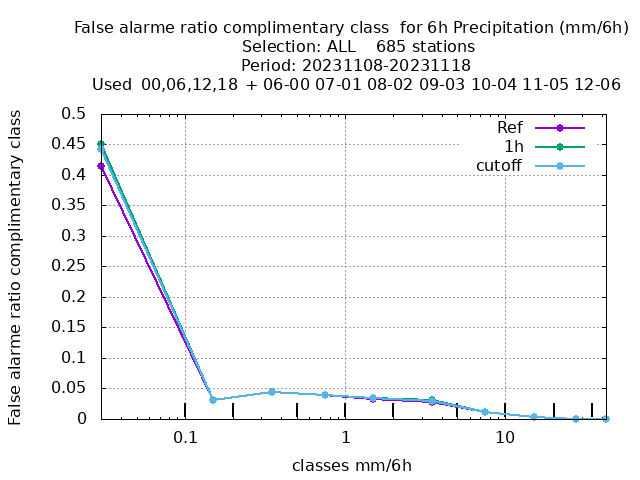 False alarme ratio complimentary class  for 6h Precipitation (mm/6h)
Selection: ALL    685 stations
Period: 20231108-20231118
Used  00,06,12,18  + 06-00 07-01 08-02 09-03 10-04 11-05 12-06
False alarme ratio complimentary class
0.5
0.45
0.4
0.35
0.3
0.25
0.2
0.15
0.1
0.05
0
Ref
1h
cutoff
0.1
1
10
classes mm/6h